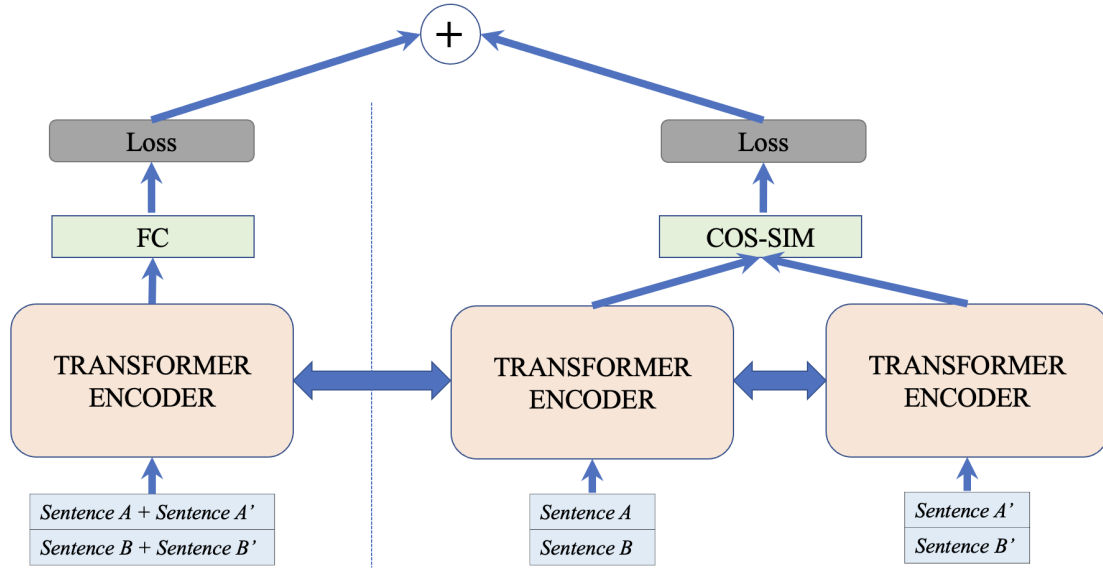 +
Loss
Loss
FC
COS-SIM
TRANSFORMER
ENCODER
TRANSFORMER
ENCODER
TRANSFORMER
ENCODER
Sentence A + Sentence A’
Sentence B + Sentence B’
Sentence A
Sentence B
Sentence A’
Sentence B’